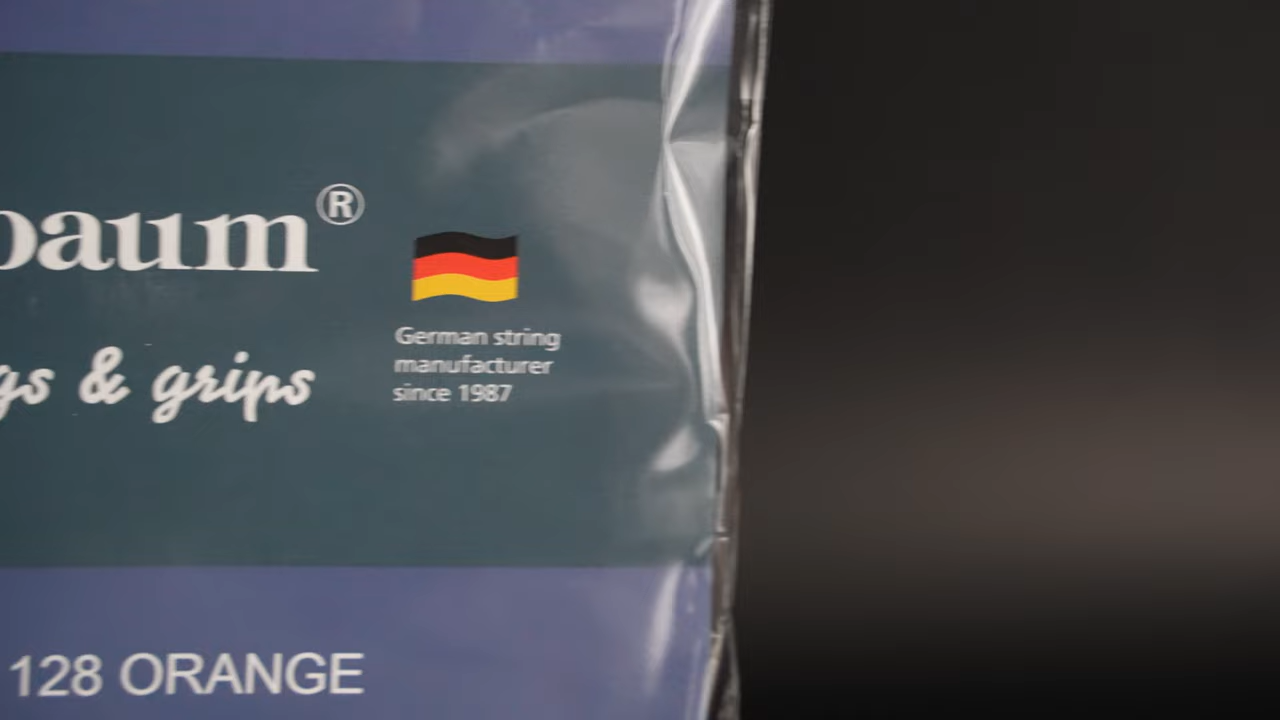 baum®
gs & grips
German string
manufacturer
since 1987
128 ORANGE